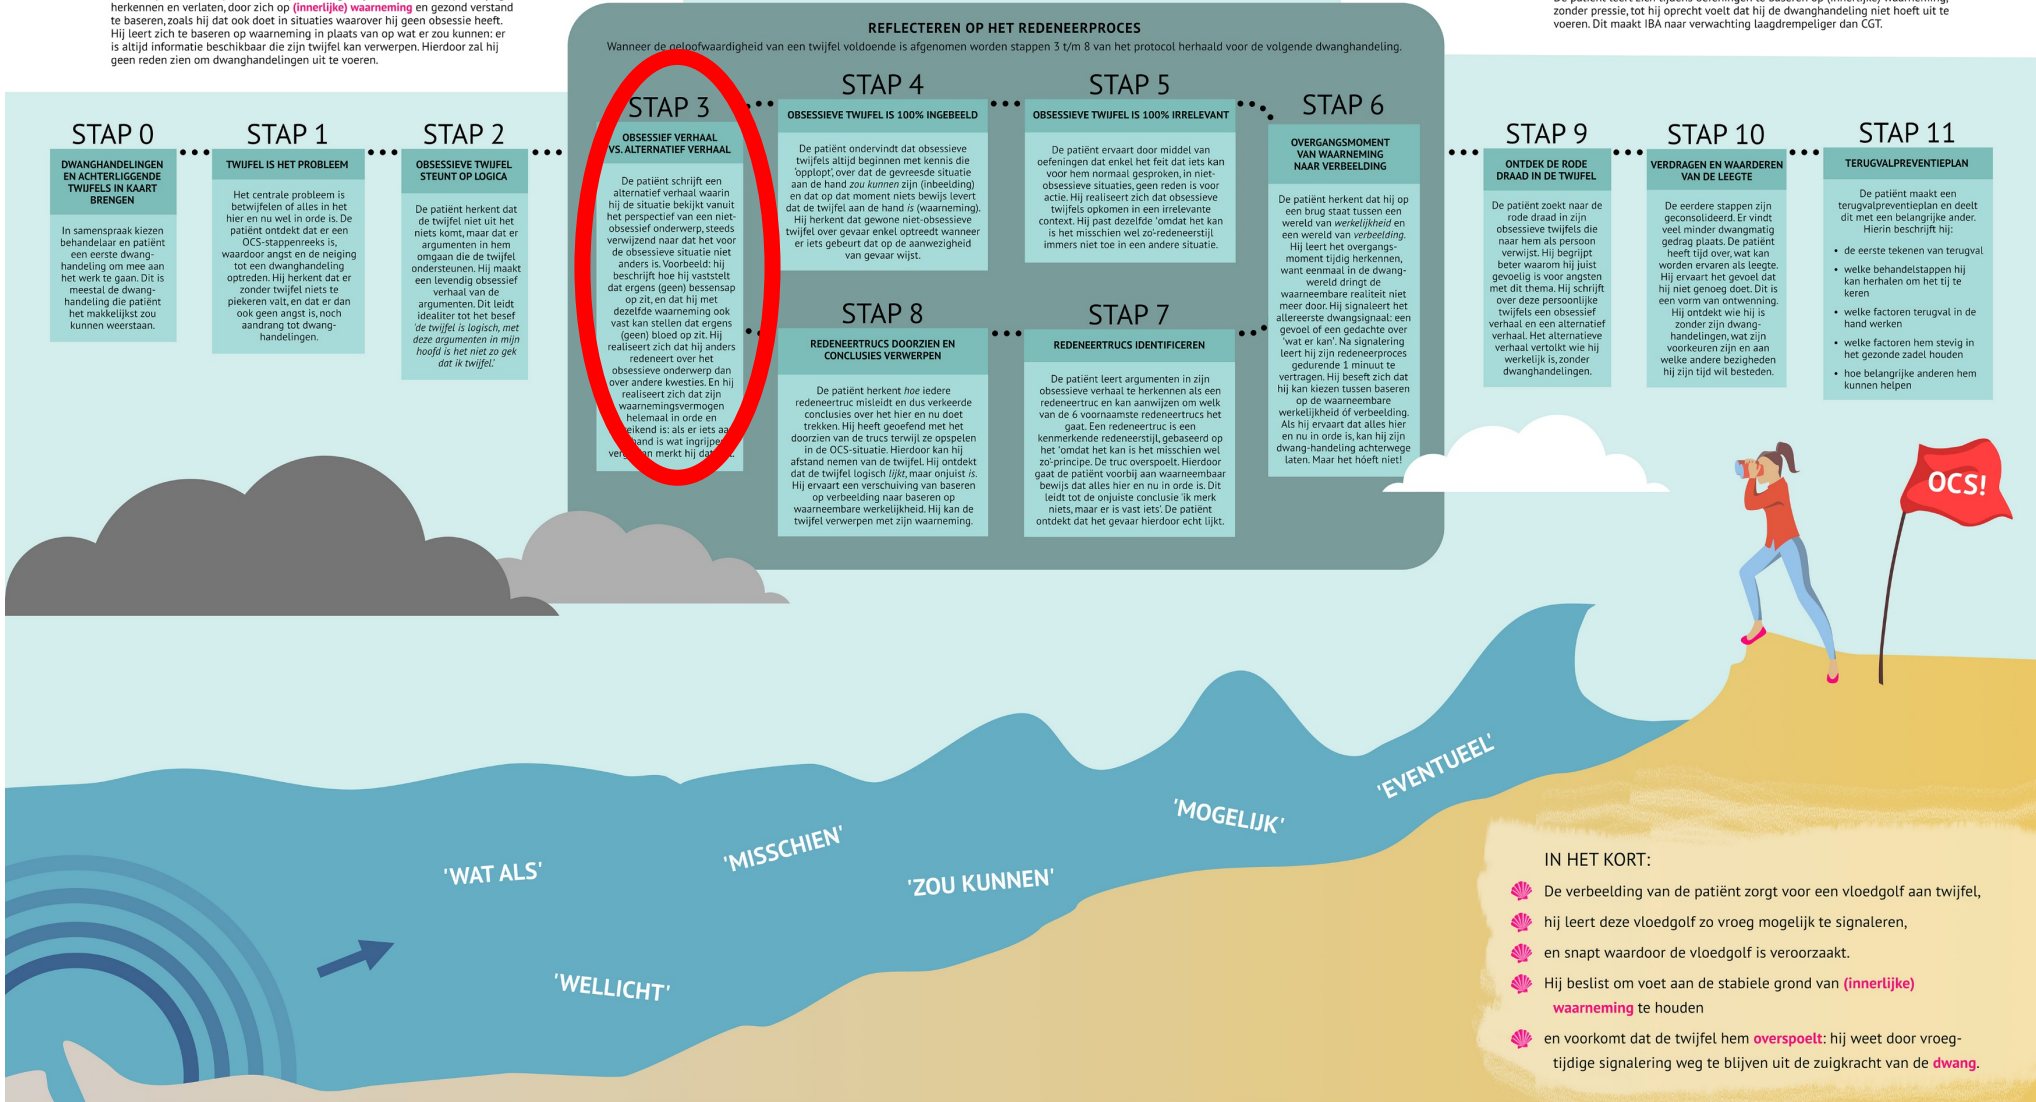 herkennen en verlaten, door zich op (innerlijke) waarneming en gezond verstand
te baseren, zoals hij dat ook doet in situaties waarover hij geen obsessie heeft.
Hij leert zich te baseren op waarneming in plaats van op wat er zou kunnen: er
is altijd informatie beschikbaar die zijn twijfel kan verwerpen. Hierdoor zal hij
geen reden zien om dwanghandelingen uit te voeren.
zonder pressie, tot hij oprecht voelt dat hij de dwanghandeling niet hoeft uit te
voeren. Dit maakt IBA naar verwachting laagdrempeliger dan CGT.
REFLECTEREN OP HET REDENEERPROCES
Wanneer de geloofwaardigheid van een twijfel voldoende is afgenomen worden stappen 3 t/m 8 van het protocol herhaald voor de volgende dwanghandeling.
STAP 0
DWANGHANDELINGEN
EN ACHTERLIGGENDE
TWIJFELS IN KAART
BRENGEN
In samenspraak kiezen
behandelaar en patiënt
een eerste dwang-
handeling om mee aan
het werk te gaan. Dit is
meestal de dwang-
handeling die patiënt
het makkelijkst zou
kunnen weerstaan.
STAP 1
TWIJFEL IS HET PROBLEEM
Het centrale probleem is
betwijfelen of alles in het
hier en nu wel in orde is. De
patiënt ontdekt dat er een
OCS-stappenreeks is,
waardoor angst en de neiging
tot een dwanghandeling
optreden. Hij herkent dat er
zonder twijfel niets te
piekeren valt, en dat er dan
ook geen angst is, noch
aandrang tot dwang-
handelingen.
STAP 2
OBSESSIEVE TWIJFEL
STEUNT OP LOGICA
De patiënt herkent dat
de twijfel niet uit het
niets komt, maar dat er
argumenten in hem
omgaan die de twijfel
ondersteunen. Hij maakt
een levendig obsessief
verhaal van de
argumenten. Dit leidt
idealiter tot het besef
'de twijfel is logisch, met
deze argumenten in mijn
hoofd is het niet zo gek
dat ik twijfel.'
STAP 3
OBSESSIEF VERHAAL
VS. ALTERNATIEF VERHAAL
De patiënt schrijft een
alternatief verhaal waarin
hij de situatie bekijkt vanuit
het perspectief van een niet-
obsessief onderwerp, steeds
verwijzend naar dat het voor
de obsessieve situatie niet
anders is. Voorbeeld: hij
beschrijft hoe hij vaststelt
dat ergens (geen) bessensap
op zit, en dat hij met
dezelfde waarneming ook
vast kan stellen dat ergens
(geen) bloed op zit. Hij
realiseert zich dat hij anders
redeneert over het
obsessieve onderwerp dan
over andere kwesties. En hij
realiseert zich dat zijn
waarnemingsvermogen
helemaal in orde en
als er iets
is wat
merkt hij
STAP 4
OBSESSIEVE TWIJFEL IS 100% INGEBEELD
De patiënt ondervindt dat obsessieve
twijfels altijd beginnen met kennis die
'opplopt', over dat de gevreesde situatie
aan de hand zou kunnen zijn (inbeelding)
en dat op dat moment niets bewijs levert
dat de twijfel aan de hand is (waarneming).
Hij herkent dat gewone niet-obsessieve
twijfel over gevaar enkel optreedt wanneer
er iets gebeurt dat op de aanwezigheid
van gevaar wijst.
STAP 5
OBSESSIEVE TWIJFEL IS 100% IRRELEVANT
De patiënt ervaart door middel van
oefeningen dat enkel het feit dat iets kan
voor hem normaal gesproken, in niet-
obsessieve situaties, geen reden is voor
actie. Hij realiseert zich dat obsessieve
twijfels opkomen in een irrelevante
context. Hij past dezelfde 'omdat het kan
is het misschien wel zo'-redeneerstijl
immers niet toe in een andere situatie.
STAP 6
OVERGANGSMOMENT
VAN WAARNEMING
NAAR VERBEELDING
De patiënt herkent dat hij op
een brug staat tussen een
wereld van werkelijkheid en
een wereld van verbeelding.
Hij leert het overgangs-
moment tijdig herkennen,
want eenmaal in de dwang-
wereld dringt de
waarneembare realiteit niet
meer door. Hij signaleert het
allereerste dwangsignaal: een
gevoel of een gedachte over
'wat er kan'. Na signalering
leert hij zijn redeneerproces
gedurende 1 minuut te
vertragen. Hij beseft zich dat
hij kan kiezen tussen baseren
op de waarneembare
werkelijkheid óf verbeelding.
Als hij ervaart dat alles hier
en nu in orde is, kan hij zijn
dwang-handeling achterwege
laten. Maar het hóeft niet!
STAP 8
REDENEERTRUCS DOORZIEN EN
CONCLUSIES VERWERPEN
De patiënt herkent hoe iedere
redeneertruc misleidt en dus verkeerde
conclusies over het hier en nu doet
trekken. Hij heeft geoefend met het
doorzien van de trucs terwijl ze opspelen
in de OCS-situatie. Hierdoor kan hij
afstand nemen van de twijfel. Hij ontdekt
dat de twijfel logisch lijkt, maar onjuist is.
Hij ervaart een verschuiving van baseren
op verbeelding naar baseren op
waarneembare werkelijkheid. Hij kan de
twijfel verwerpen met zijn waarneming.
STAP 7
REDENEERTRUCS IDENTIFICEREN
De patiënt leert argumenten in zijn
obsessieve verhaal te herkennen als een
redeneertruc en kan aanwijzen om welk
van de 6 voornaamste redeneertrucs het
gaat. Een redeneertruc is een
kenmerkende redeneerstijl, gebaseerd op
het 'omdat het kan is het misschien wel
zo'-principe. De truc overspoelt. Hierdoor
gaat de patiënt voorbij aan waarneembaar
bewijs dat alles hier en nu in orde is. Dit
leidt tot de onjuiste conclusie 'ik merk
niets, maar er is vast iets'. De patiënt
ontdekt dat het gevaar hierdoor echt lijkt.
STAP 9
ONTDEK DE RODE
DRAAD IN DE TWIJFEL
De patiënt zoekt naar de
rode draad in zijn
obsessieve twijfels die
naar hem als persoon
verwijst. Hij begrijpt
beter waarom hij juist
gevoelig is voor angsten
met dit thema. Hij schrijft
over deze persoonlijke
twijfels een obsessief
verhaal en een alternatief
verhaal. Het alternatieve
verhaal vertolkt wie hij
werkelijk is, zonder
dwanghandelingen.
STAP 10
VERDRAGEN EN WAARDEREN
VAN DE LEEGTE
De eerdere stappen zijn
geconsolideerd. Er vindt
veel minder dwangmatig
gedrag plaats. De patiënt
heeft tijd over, wat kan
worden ervaren als leegte.
Hij ervaart het gevoel dat
hij niet genoeg doet. Dit is
een vorm van ontwenning.
Hij ontdekt wie hij is
zonder zijn dwang-
handelingen, wat zijn
voorkeuren zijn en aan
welke andere bezigheden
hij zijn tijd wil besteden.
STAP 11
TERUGVALPREVENTIEPLAN
De patiënt maakt een
terugvalpreventieplan en deelt
dit met een belangrijke ander.
Hierin beschrijft hij:
• de eerste tekenen van terugval
• welke behandelstappen hij
kan herhalen om het tij te
keren
• welke factoren terugval in de
hand werken
• welke factoren hem stevig in
het gezonde zadel houden
• hoe belangrijke anderen hem
kunnen helpen
OCS!
'WAT ALS'
'MISSCHIEN'
'ZOU KUNNEN'
'MOGELIJK'
'EVENTUEEL'
'WELLICHT'
IN HET KORT:
De verbeelding van de patiënt zorgt voor een vloedgolf aan twijfel,
hij leert deze vloedgolf zo vroeg mogelijk te signaleren,
en snapt waardoor de vloedgolf is veroorzaakt.
Hij beslist om voet aan de stabiele grond van (innerlijke)
waarneming te houden
en voorkomt dat de twijfel hem overspoelt: hij weet door vroeg-
tijdige signalering weg te blijven uit de zuigkracht van de dwang.